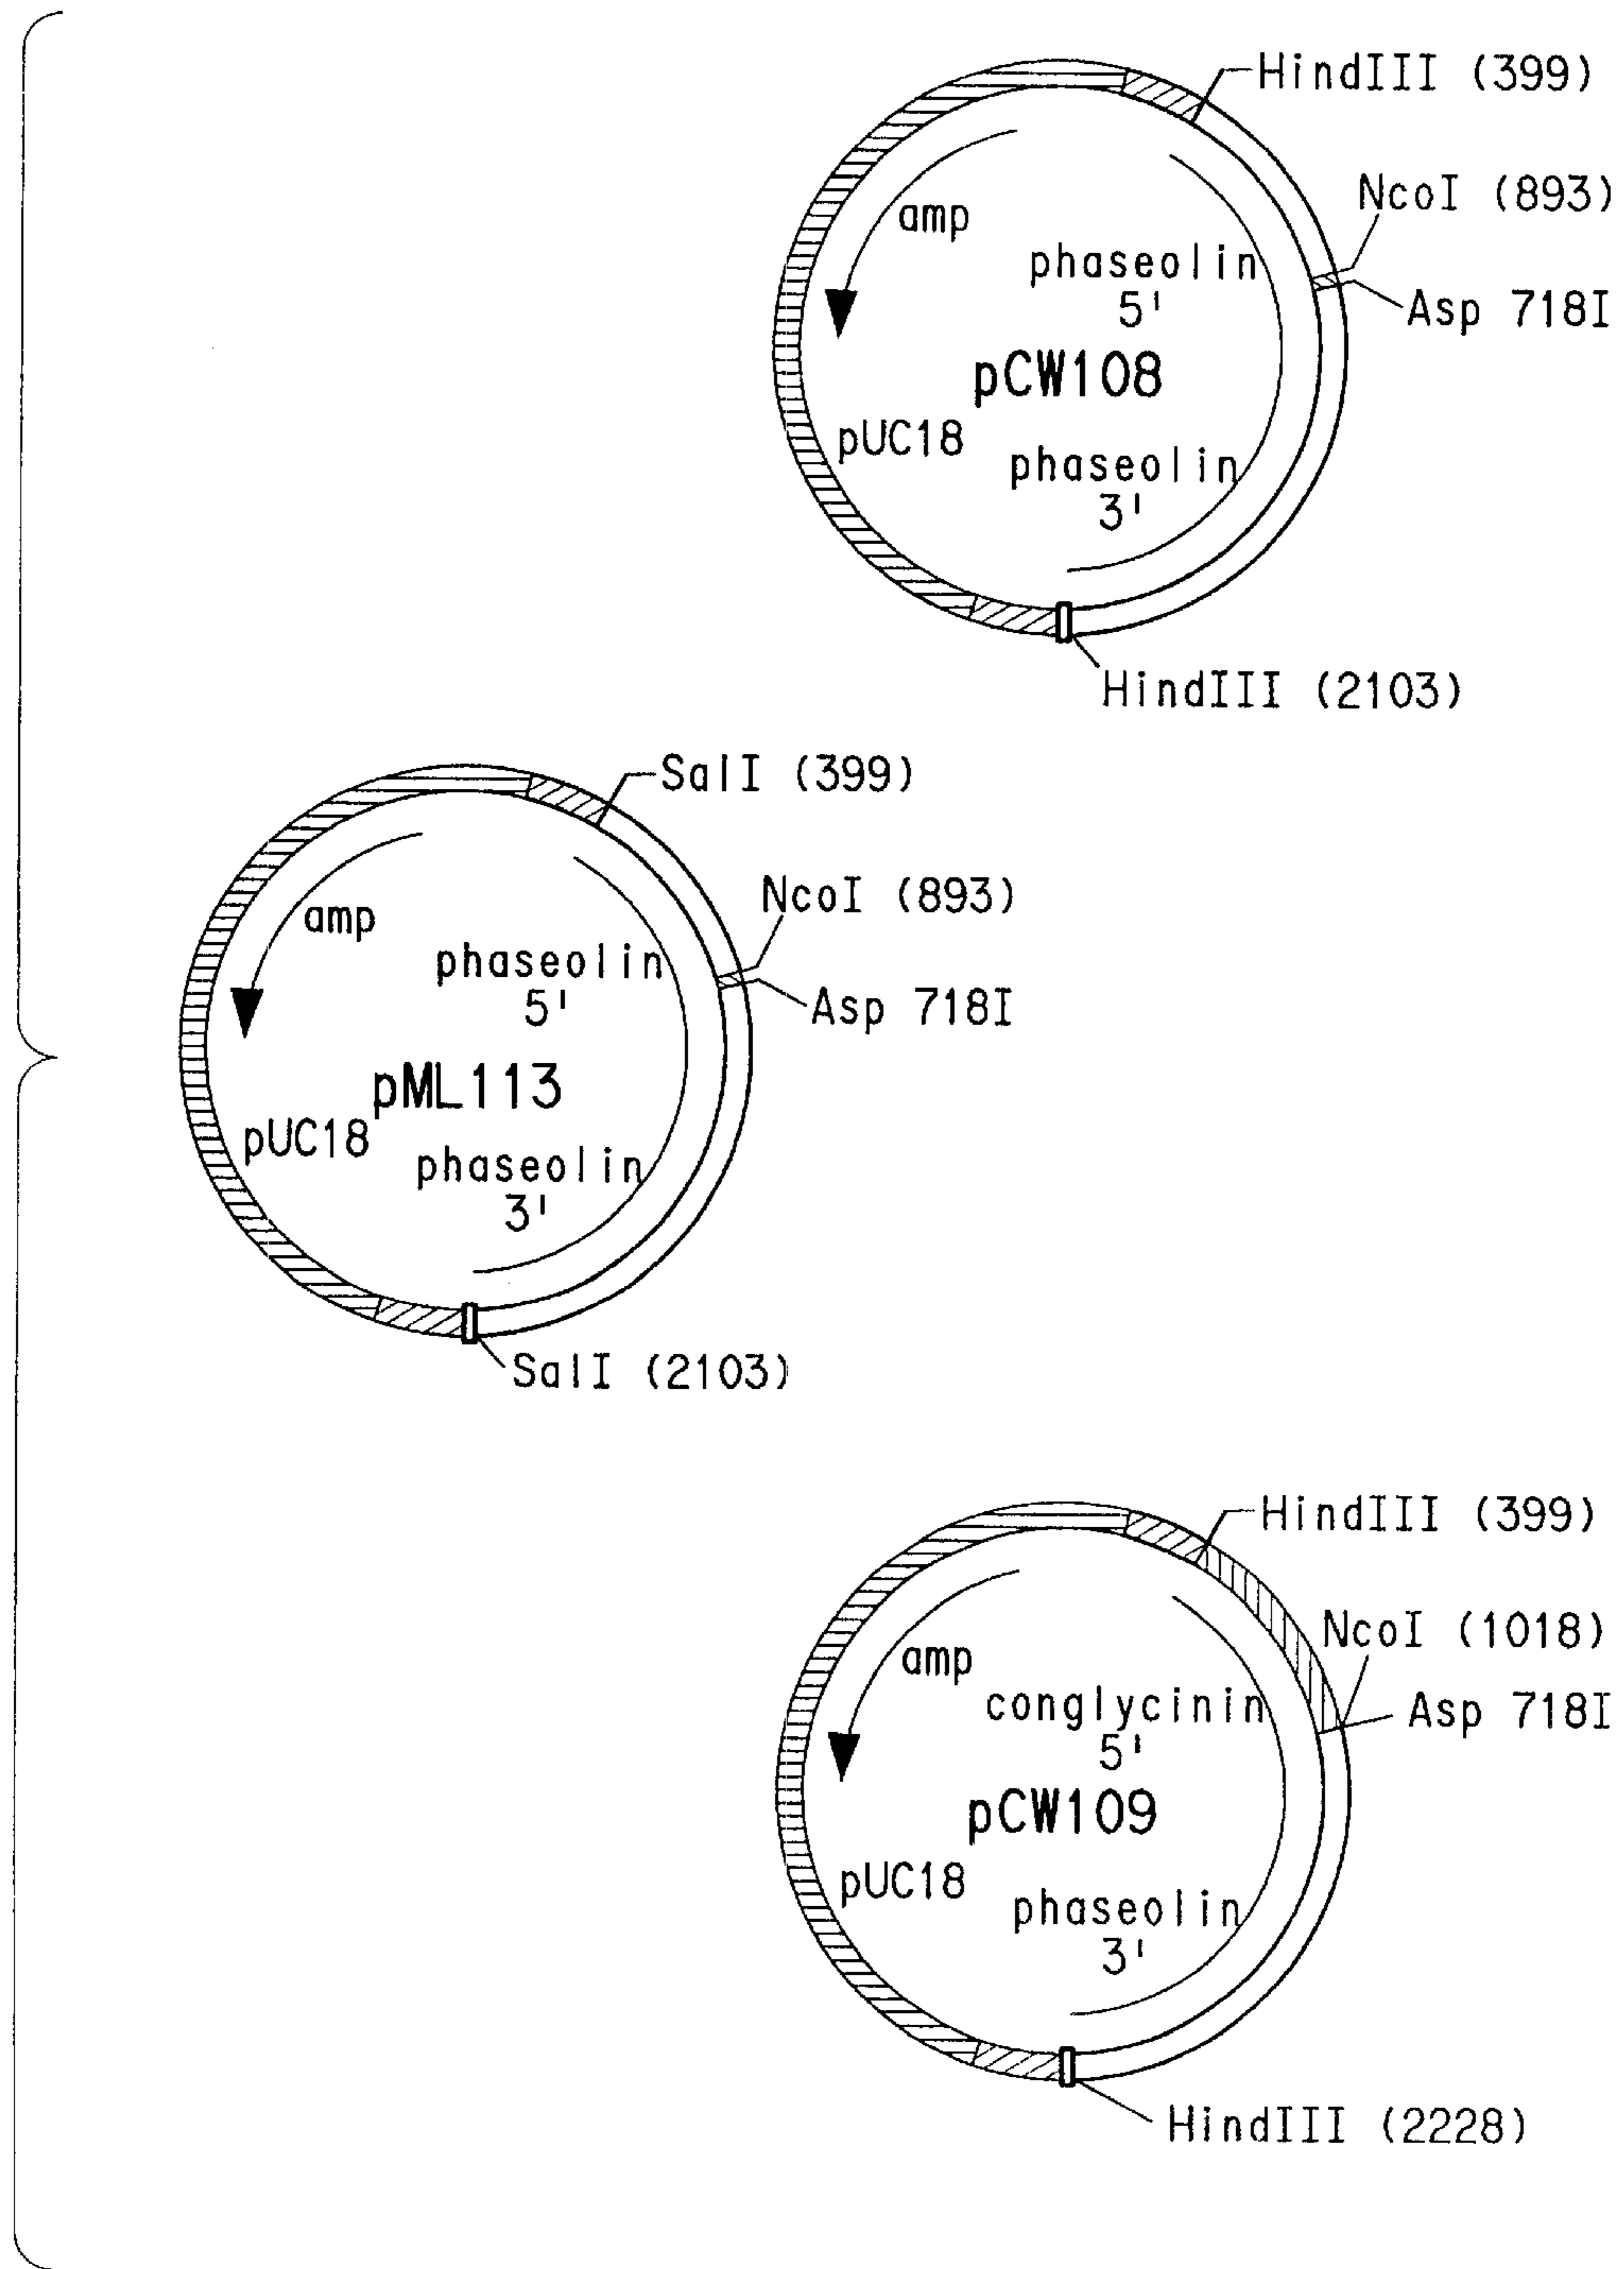 HindIII (399)
NcoI (893)
amp
phaseolin
5'
Asp 718I
pCW108
pUC18
phaseolin
3'
HindIII (2103)
SalI (399)
NcoI (893)
amp
phaseolin
5'
Asp 718I
pML113
pUC18
phaseolin
3'
SalI (2103)
HindIII (399)
NcoI (1018)
amp
conglycinin
5'
Asp 718I
pCW109
pUC18
phaseolin
3'
HindIII (2228)